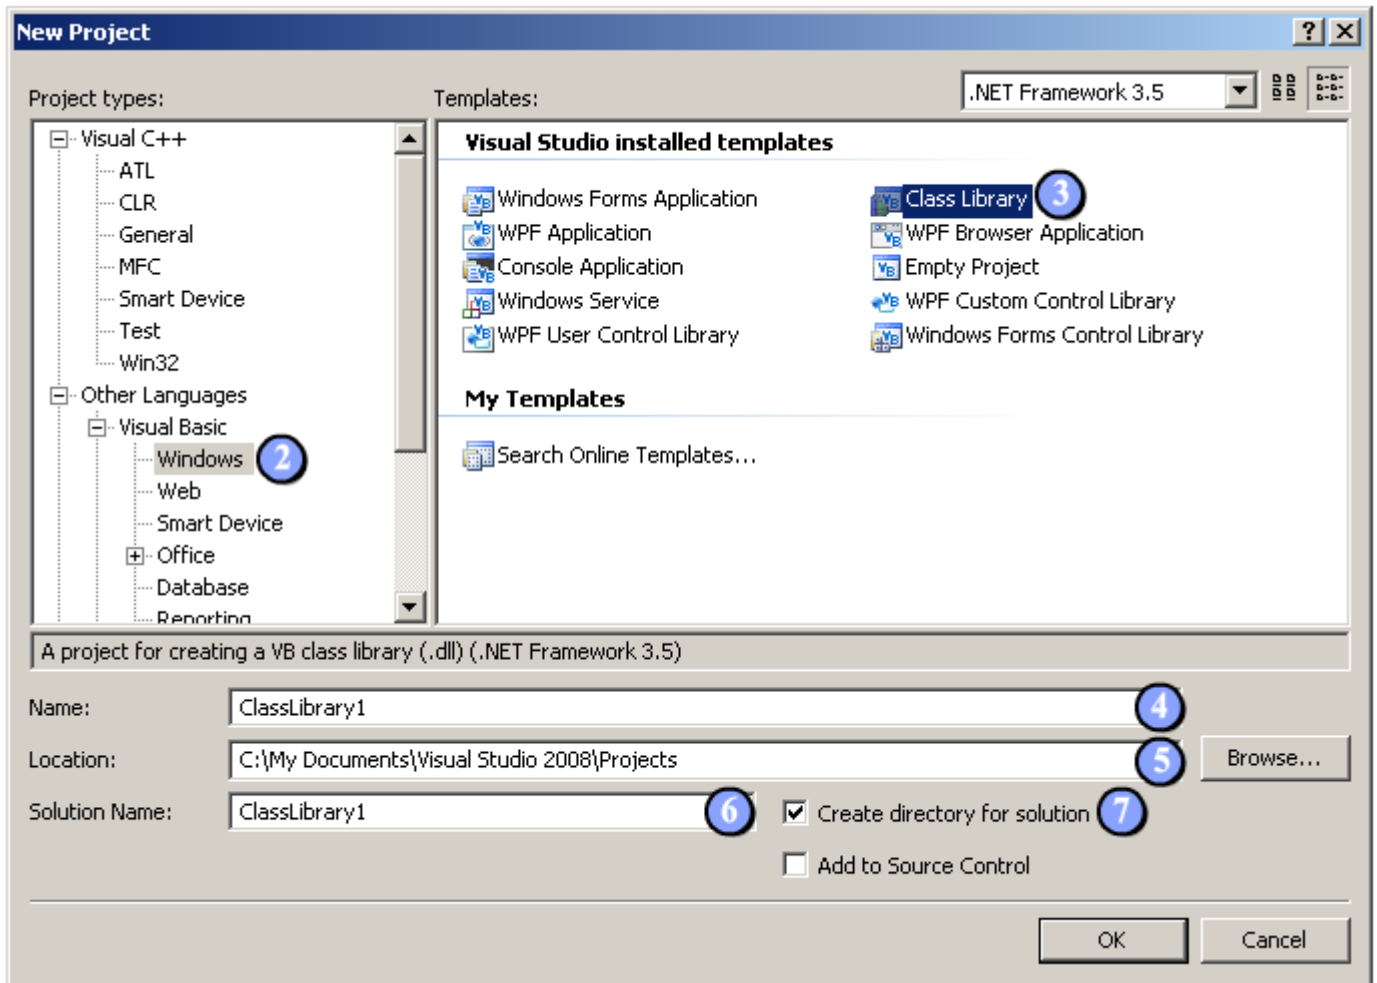 New Project
Project types:
Templates:
.NET Framework 3.5
Visual C++
ATL
CLR
General
MFC
Smart Device
Test
Win32
Other Languages
Visual Basic
Windows 2
Web
Smart Device
Office
Database
Reporting
Visual Studio installed templates
Windows Forms Application
WPF Application
Console Application
Windows Service
WPF User Control Library
Class Library 3
WPF Browser Application
Empty Project
WPF Custom Control Library
Windows Forms Control Library
My Templates
Search Online Templates...
A project for creating a VB class library (.dll) (.NET Framework 3.5)
Name: ClassLibrary1 4
Location: C:\My Documents\Visual Studio 2008\Projects 5 Browse...
Solution Name: ClassLibrary1 6 Create directory for solution 7
Add to Source Control
OK Cancel